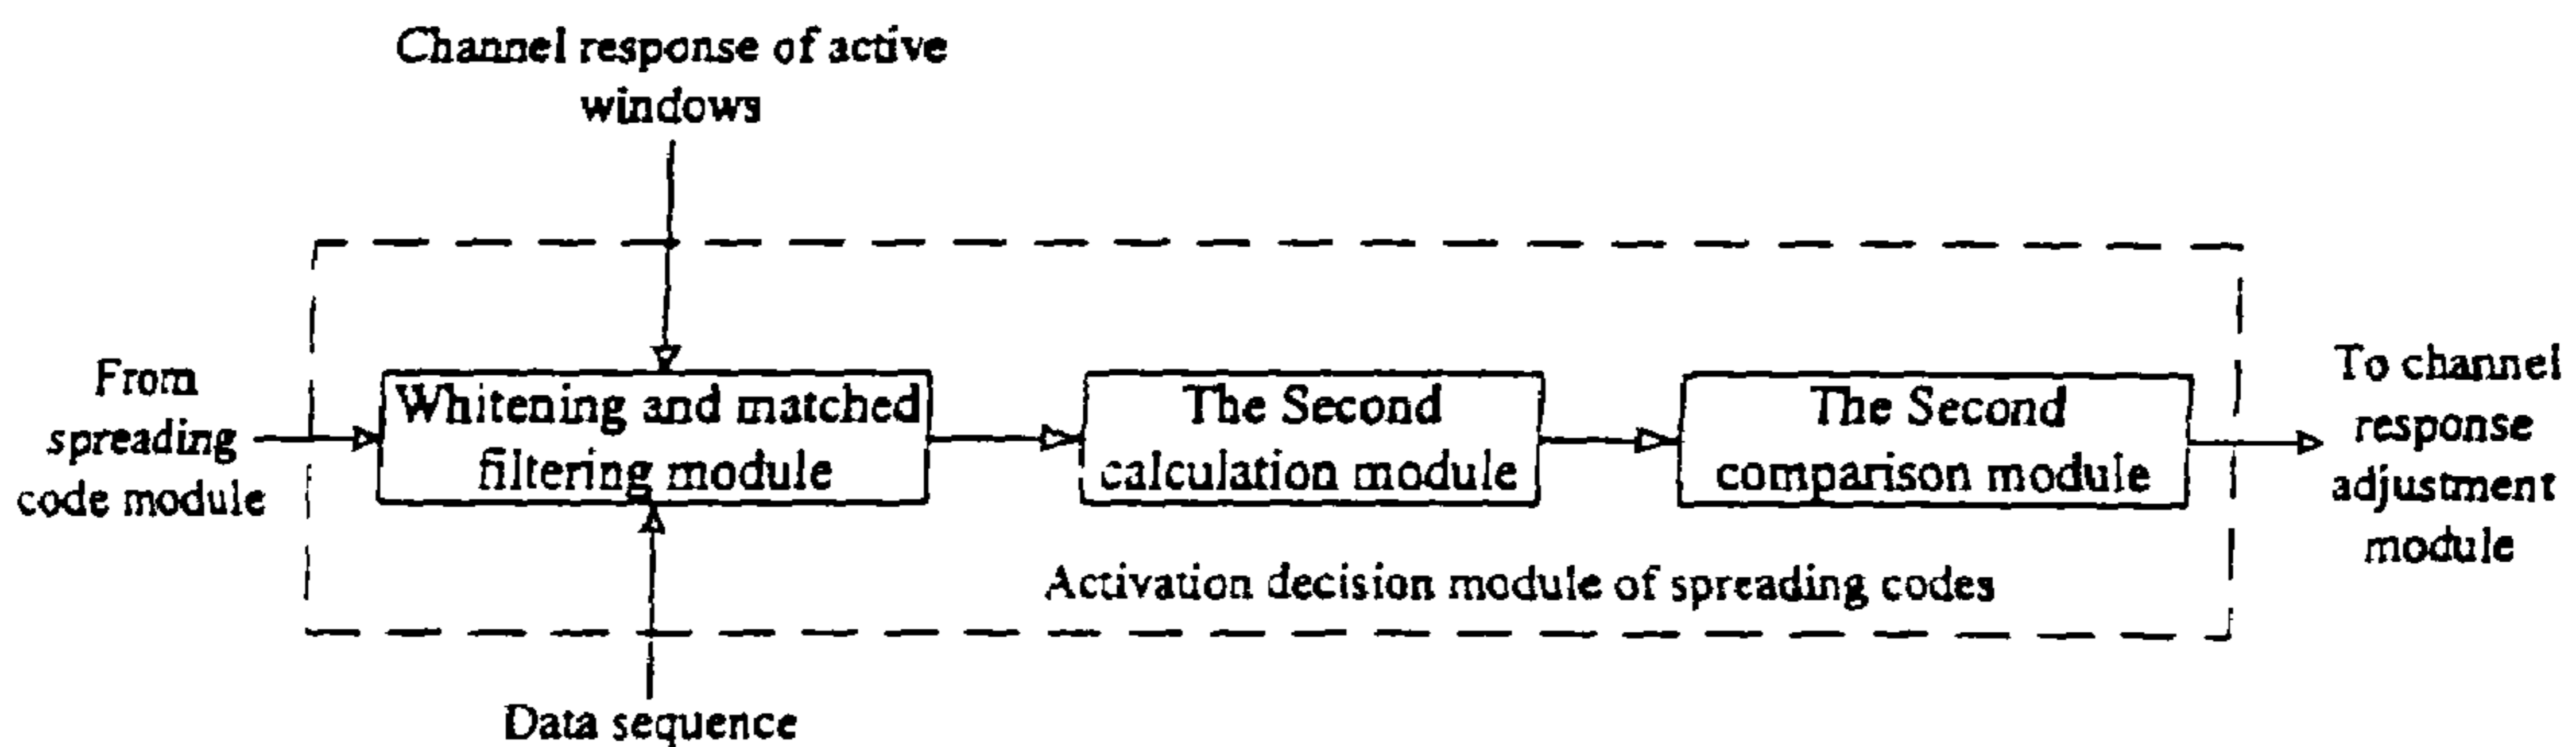 Channel response of active
windows
From
spreading
code module
Whitening and matched
filtering module
The Second
calculation module
The Second
comparison module
To channel
response
adjustment
module
Activation decision module of spreading codes
Data sequence